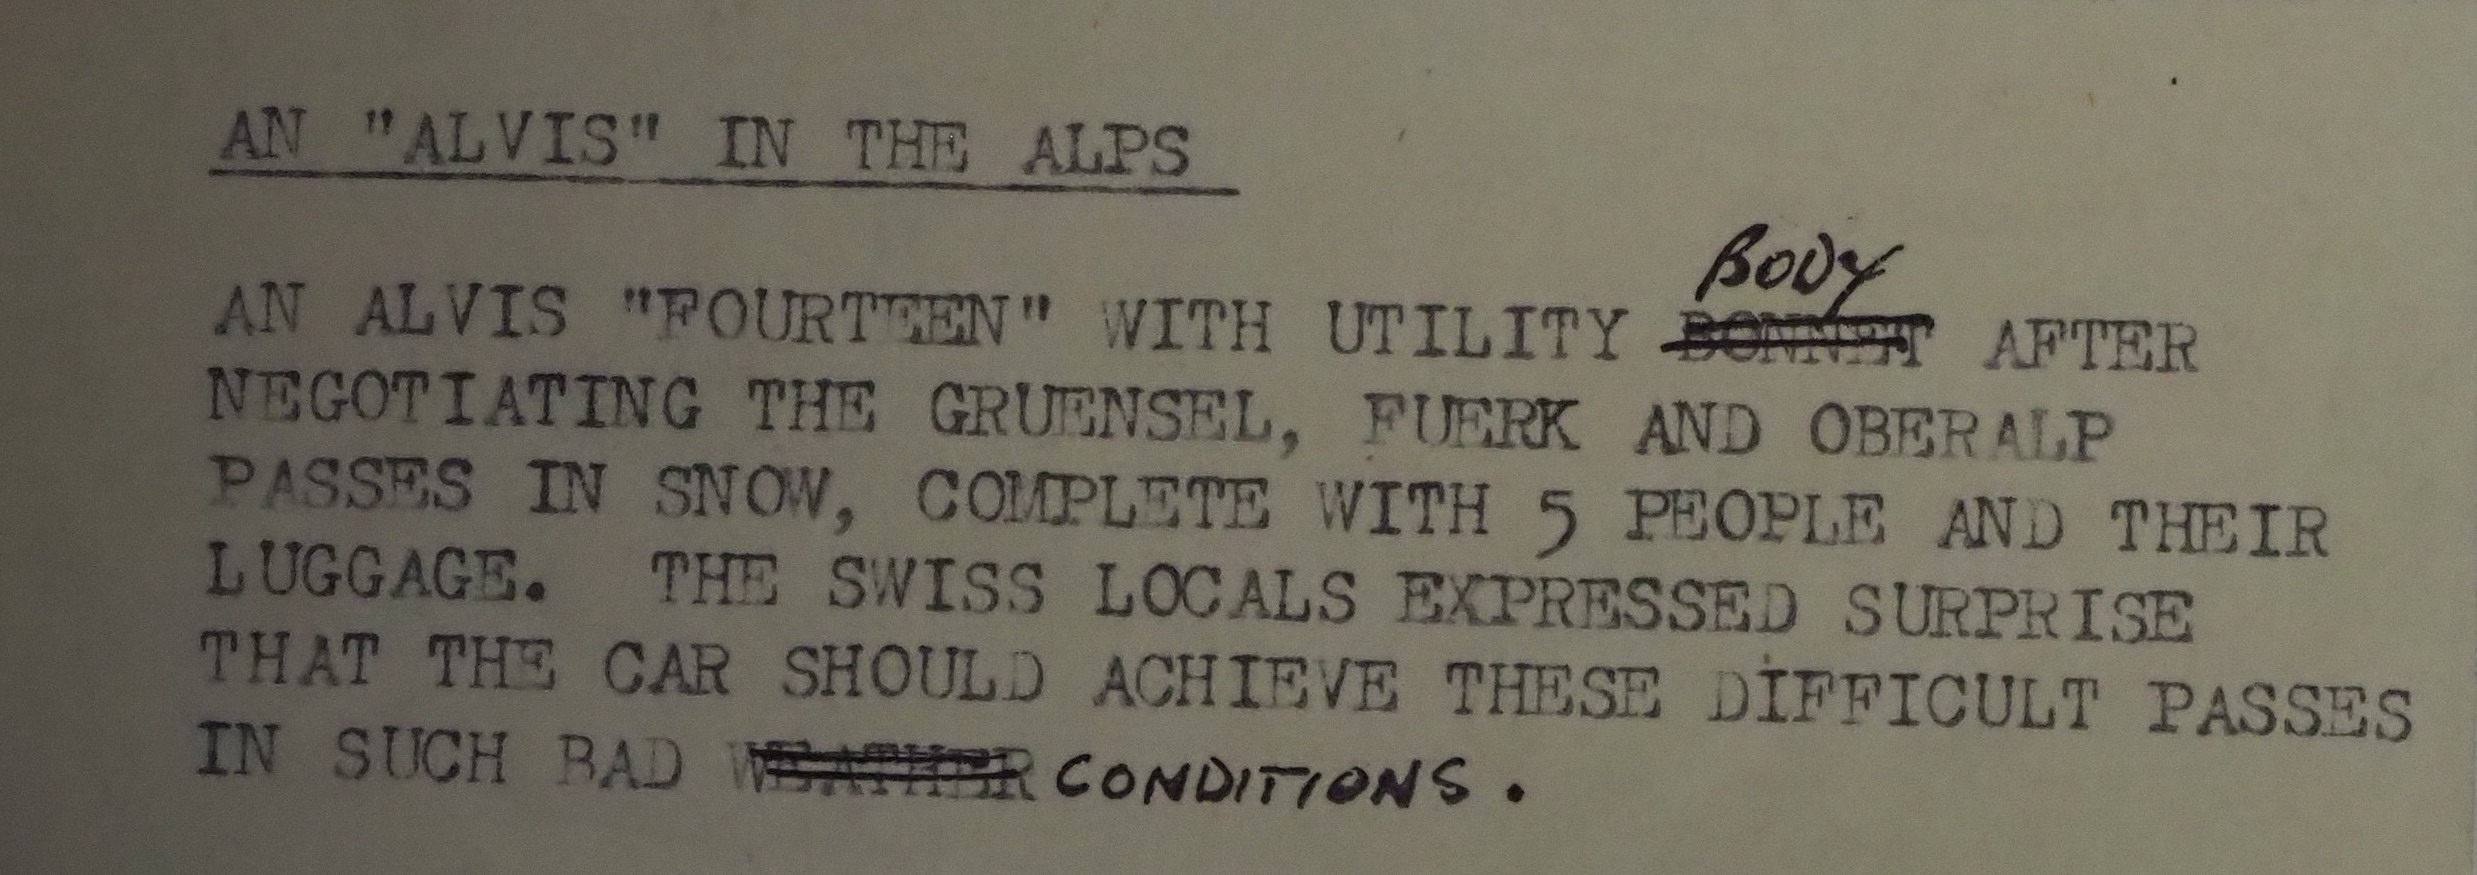 AN "ALVIS" IN THE ALPS
BODY
AN ALVIS "FOURTEEN" WITH UTILITY BONNET AFTER
NEGOTIATING THE GRUENSEL, FUERK AND OBERALP
PASSES IN SNOW, COMPLETE WITH 5 PEOPLE AND THEIR
LUGGAGE. THE SWISS LOCALS EXPRESSED SURPRISE
THAT THE CAR SHOULD ACHIEVE THESE DIFFICULT PASSES
IN SUCH BAD WEATHER CONDITIONS.